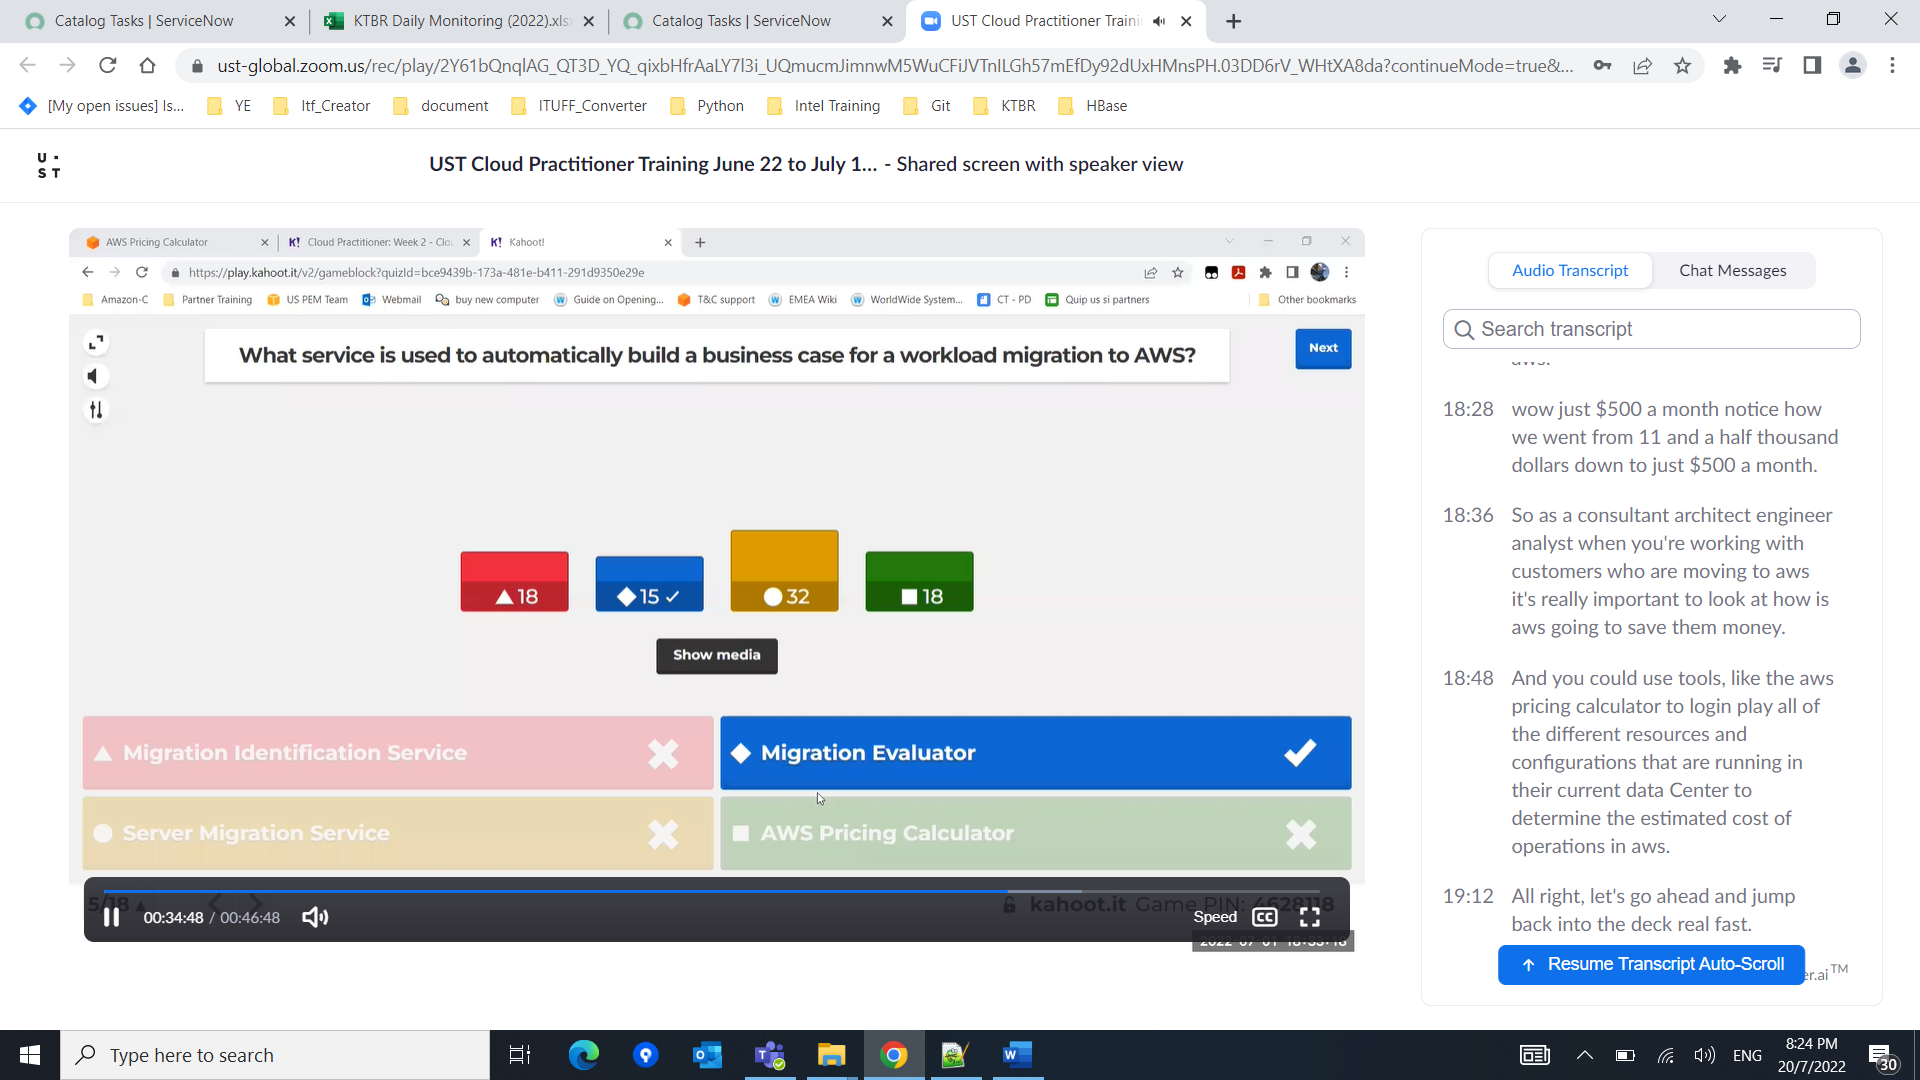 Catalog Tasks | ServiceNow
KTBR Daily Monitoring (2022).xls
Catalog Tasks | ServiceNow
UST Cloud Practitioner Traini
ust-global.zoom.us/rec/play/2Y61bQnqlAG_QT3D_YQ_qixbHfrAaLY7l3i_UQmucmJimnwM5WuCFiJVTnILGh57mEfDy92dUxHMnsPH.03DD6rV_WHtXA8da?continueMode=true&...
[My open issues] Is...
YE
Itf_Creator
document
ITUFF_Converter
Python
Intel Training
Git
KTBR
HBase
U
S T
UST Cloud Practitioner Training June 22 to July 1... - Shared screen with speaker view
AWS Pricing Calculator
K! Cloud Practitioner: Week 2 - Clo
K! Kahoot!
https://play.kahoot.it/v2/gameblock?quizId=bce9439b-173a-481e-b411-291d9350e29e
Amazon-C
Partner Training
US PEM Team
Webmail
buy new computer
Guide on Opening...
T&C support
EMEA Wiki
WorldWide System...
CT - PD
Quip us si partners
Other bookmarks
What service is used to automatically build a business case for a workload migration to AWS?
Next
18
15
32
18
Show media
Migration Identification Service
Migration Evaluator
Server Migration Service
AWS Pricing Calculator
5/18
kahoot.it Game PIN: 4628118
00:34:48 / 00:46:48
Speed
CC
Audio Transcript
Chat Messages
Search transcript
aws.
18:28 wow just $500 a month notice how
we went from 11 and a half thousand
dollars down to just $500 a month.
18:36 So as a consultant architect engineer
analyst when you're working with
customers who are moving to aws
it's really important to look at how is
aws going to save them money.
18:48 And you could use tools, like the aws
pricing calculator to login play all of
the different resources and
configurations that are running in
their current data Center to
determine the estimated cost of
operations in aws.
19:12 All right, let's go ahead and jump
back into the deck real fast.
Resume Transcript Auto-Scroll
er.ai™
Type here to search
ENG
8:24 PM
20/7/2022
30